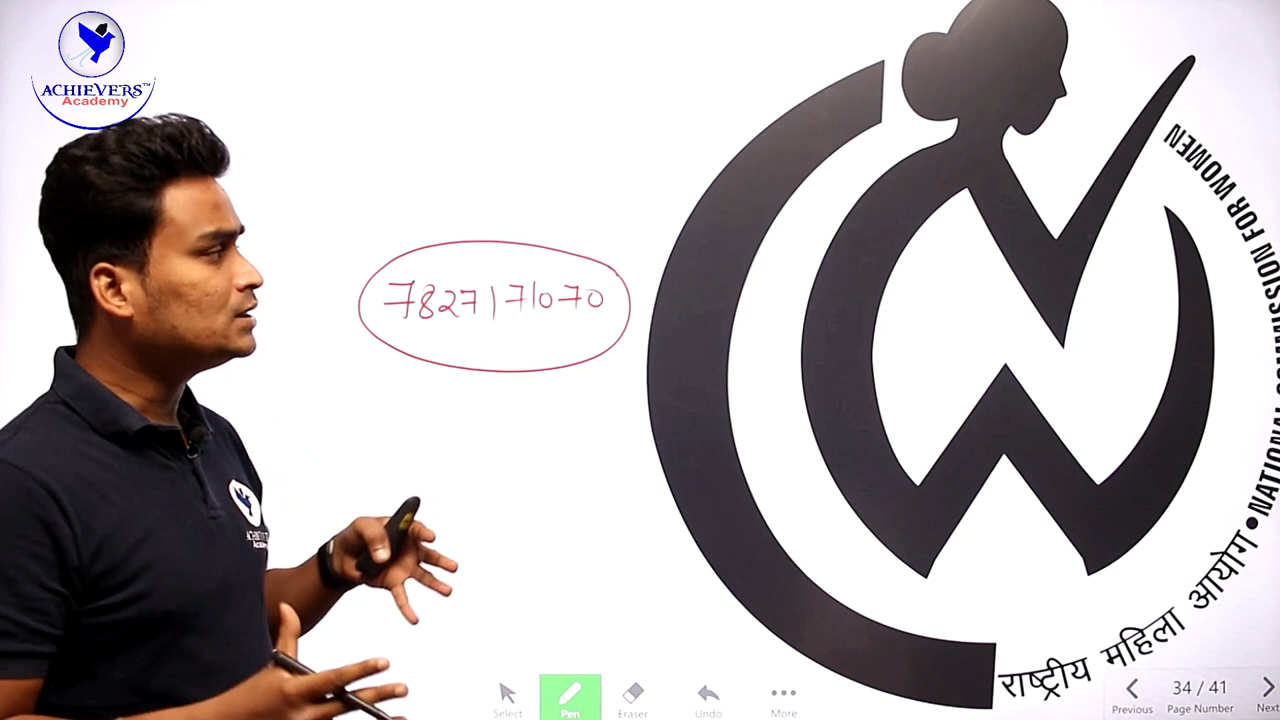 ACHIEVERS™
Academy
7827171070
NATIONAL COMMISSION FOR WOMEN
राष्ट्रीय महिला आयोग •
Select
Pen
Eraser
Undo
More
Previous
34 / 41
Page Number
Next